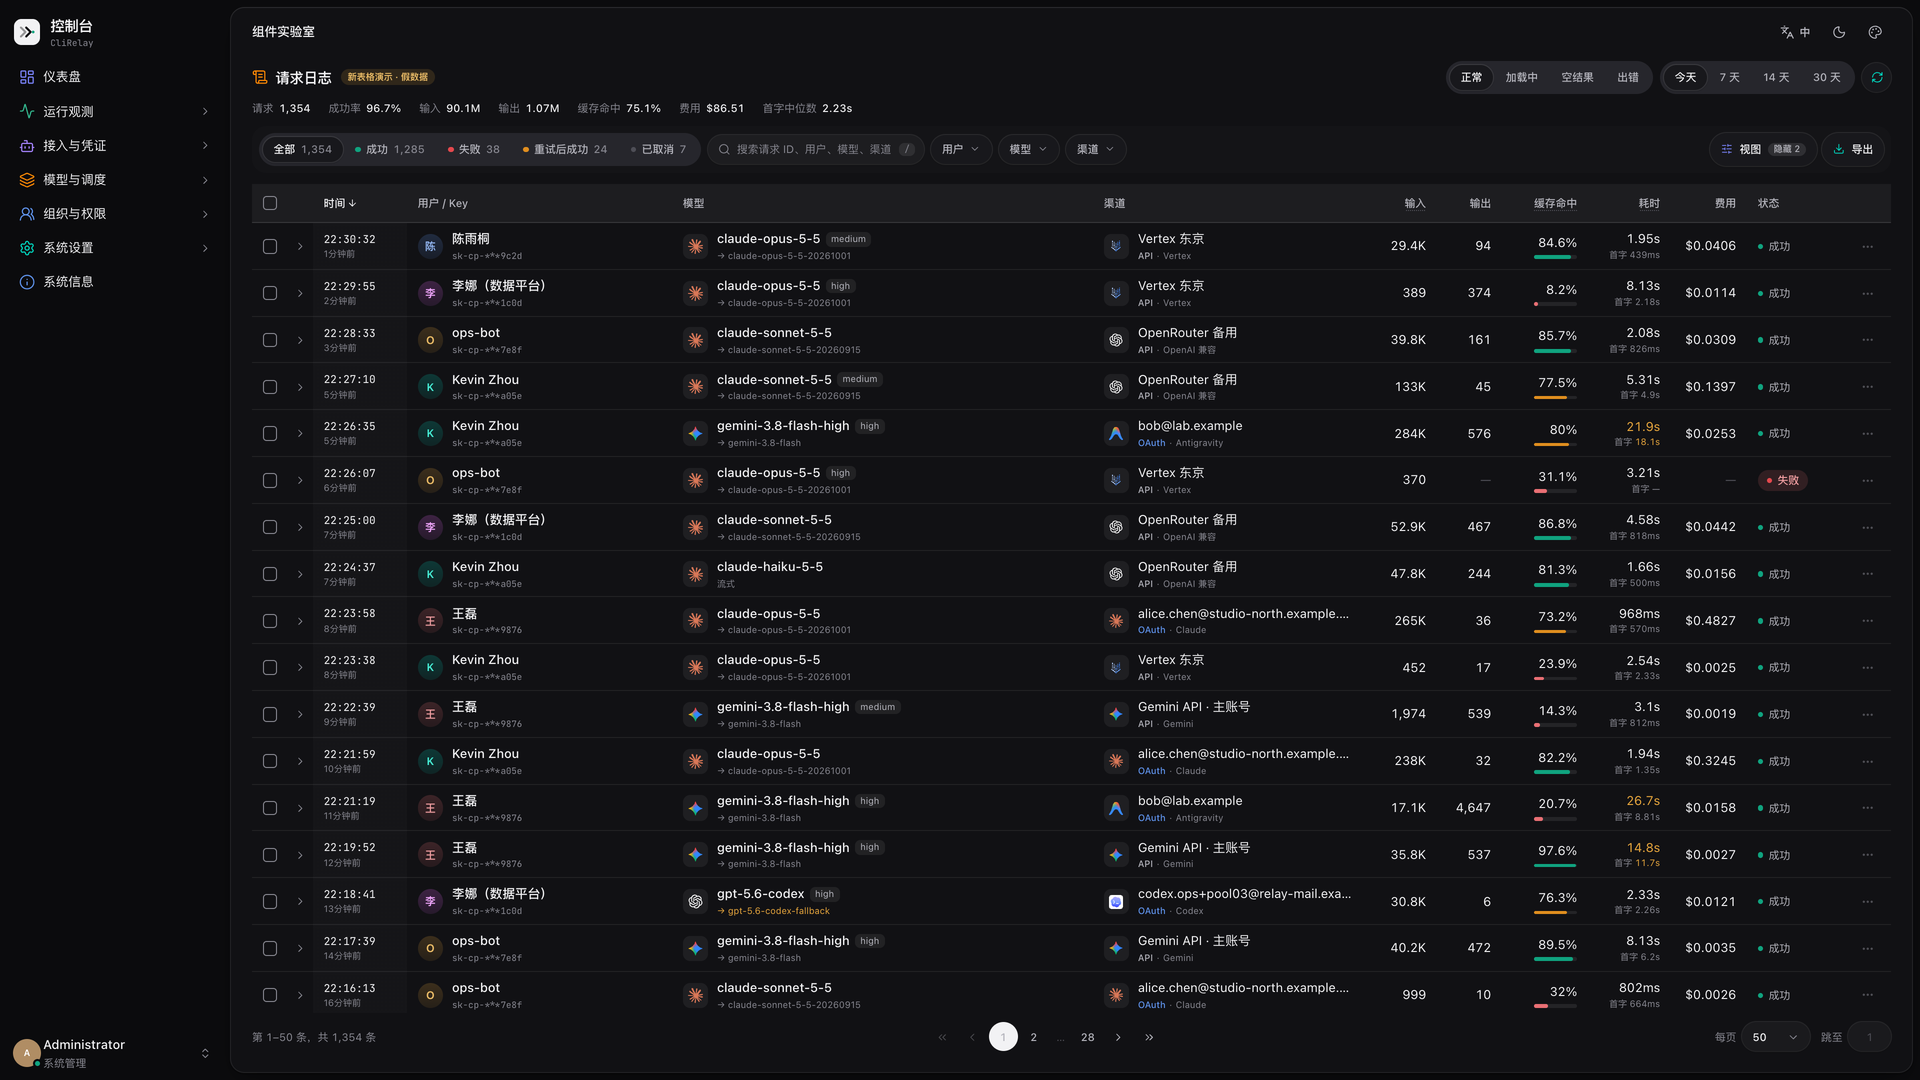 控制台
CliRelay
仪表盘
运行观测
接入与凭证
模型与调度
组织与权限
系统设置
系统信息
A
Administrator
系统管理
组件实验室
中
请求日志 新表格演示 · 假数据
正常 加载中 空结果 出错 今天 7 天 14 天 30 天
请求 1,354 成功率 96.7% 输入 90.1M 输出 1.07M 缓存命中 75.1% 费用 $86.51 首字中位数 2.23s
全部 1,354 成功 1,285 失败 38 重试后成功 24 已取消 7 搜索请求 ID、用户、模型、渠道 / 用户 模型 渠道 视图 隐藏 2 导出
时间 用户 / Key 模型 渠道 输入 输出 缓存命中 耗时 费用 状态
22:30:32 陈 陈雨桐 claude-opus-5-5 medium Vertex 东京 29.4K 94 84.6% 1.95s $0.0406 成功
1分钟前 sk-cp-***9c2d → claude-opus-5-5-20261001 API · Vertex 首字 439ms
22:29:55 李 李娜（数据平台） claude-opus-5-5 high Vertex 东京 389 374 8.2% 8.13s $0.0114 成功
2分钟前 sk-cp-***1c0d → claude-opus-5-5-20261001 API · Vertex 首字 2.18s
22:28:33 O ops-bot claude-sonnet-5-5 OpenRouter 备用 39.8K 161 85.7% 2.08s $0.0309 成功
3分钟前 sk-cp-***7e8f → claude-sonnet-5-5-20260915 API · OpenAI 兼容 首字 826ms
22:27:10 K Kevin Zhou claude-sonnet-5-5 medium OpenRouter 备用 133K 45 77.5% 5.31s $0.1397 成功
5分钟前 sk-cp-***a05e → claude-sonnet-5-5-20260915 API · OpenAI 兼容 首字 4.9s
22:26:35 K Kevin Zhou gemini-3.8-flash-high high bob@lab.example 284K 576 80% 21.9s $0.0253 成功
5分钟前 sk-cp-***a05e → gemini-3.8-flash OAuth · Antigravity 首字 18.1s
22:26:07 O ops-bot claude-opus-5-5 high Vertex 东京 370 — 31.1% 3.21s — 失败
6分钟前 sk-cp-***7e8f → claude-opus-5-5-20261001 API · Vertex 首字 —
22:25:00 李 李娜（数据平台） claude-sonnet-5-5 OpenRouter 备用 52.9K 467 86.8% 4.58s $0.0442 成功
7分钟前 sk-cp-***1c0d → claude-sonnet-5-5-20260915 API · OpenAI 兼容 首字 818ms
22:24:37 K Kevin Zhou claude-haiku-5-5 OpenRouter 备用 47.8K 244 81.3% 1.66s $0.0156 成功
7分钟前 sk-cp-***a05e 流式 API · OpenAI 兼容 首字 500ms
22:23:58 王 王磊 claude-opus-5-5 alice.chen@studio-north.example.... 265K 36 73.2% 968ms $0.4827 成功
8分钟前 sk-cp-***9876 → claude-opus-5-5-20261001 OAuth · Claude 首字 570ms
22:23:38 K Kevin Zhou claude-opus-5-5 Vertex 东京 452 17 23.9% 2.54s $0.0025 成功
8分钟前 sk-cp-***a05e → claude-opus-5-5-20261001 API · Vertex 首字 2.33s
22:22:39 王 王磊 gemini-3.8-flash-high medium Gemini API · 主账号 1,974 539 14.3% 3.1s $0.0019 成功
9分钟前 sk-cp-***9876 → gemini-3.8-flash API · Gemini 首字 812ms
22:21:59 K Kevin Zhou claude-opus-5-5 alice.chen@studio-north.example.... 238K 32 82.2% 1.94s $0.3245 成功
10分钟前 sk-cp-***a05e → claude-opus-5-5-20261001 OAuth · Claude 首字 1.35s
22:21:19 王 王磊 gemini-3.8-flash-high high bob@lab.example 17.1K 4,647 20.7% 26.7s $0.0158 成功
11分钟前 sk-cp-***9876 → gemini-3.8-flash OAuth · Antigravity 首字 8.81s
22:19:52 王 王磊 gemini-3.8-flash-high high Gemini API · 主账号 35.8K 537 97.6% 14.8s $0.0027 成功
12分钟前 sk-cp-***9876 → gemini-3.8-flash API · Gemini 首字 11.7s
22:18:41 李 李娜（数据平台） gpt-5.6-codex high codex.ops+pool03@relay-mail.exa... 30.8K 6 76.3% 2.33s $0.0121 成功
13分钟前 sk-cp-***1c0d → gpt-5.6-codex-fallback OAuth · Codex 首字 2.26s
22:17:39 O ops-bot gemini-3.8-flash-high high Gemini API · 主账号 40.2K 472 89.5% 8.13s $0.0035 成功
14分钟前 sk-cp-***7e8f → gemini-3.8-flash API · Gemini 首字 6.2s
22:16:13 O ops-bot claude-sonnet-5-5 alice.chen@studio-north.example.... 999 10 32% 802ms $0.0026 成功
16分钟前 sk-cp-***7e8f → claude-sonnet-5-5-20260915 OAuth · Claude 首字 664ms
第 1–50 条，共 1,354 条 « ‹ 1 2 … 28 › » 每页 50 跳至 1